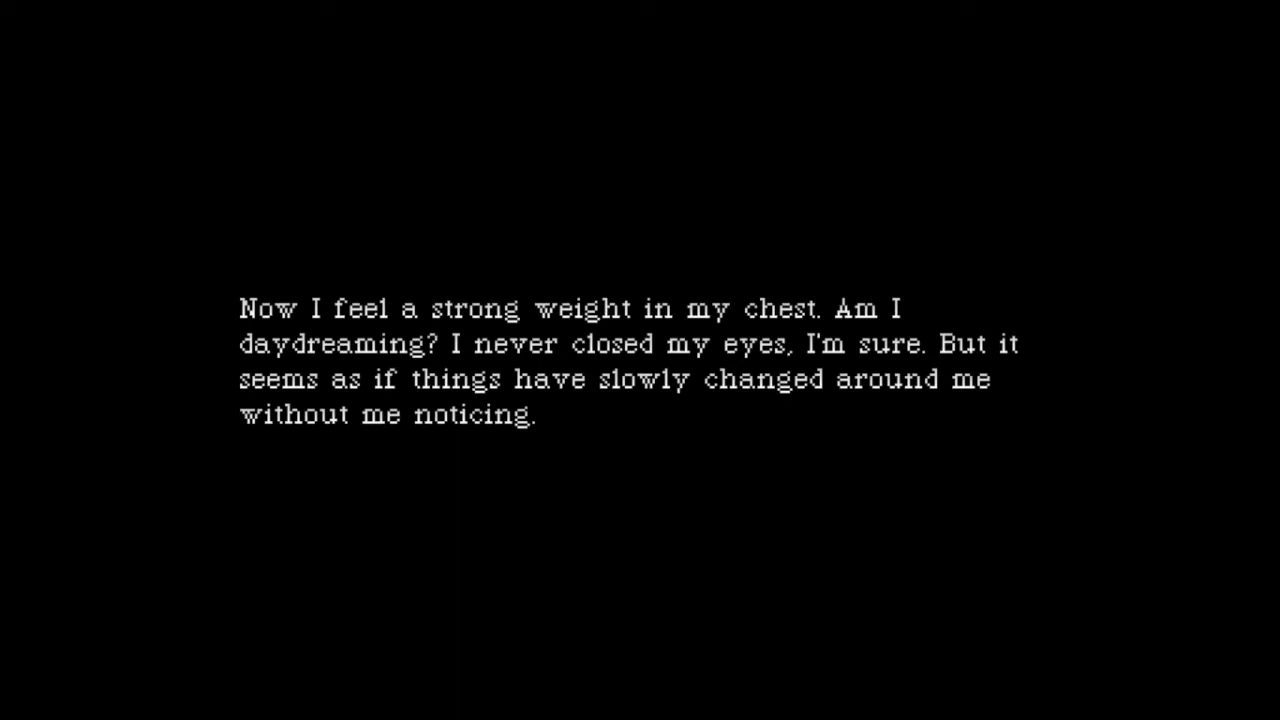 Now I feel a strong weight in my chest. Am I
daydreaming? I never closed my eyes, I'm sure. But it
seems as if things have slowly changed around me
without me noticing.